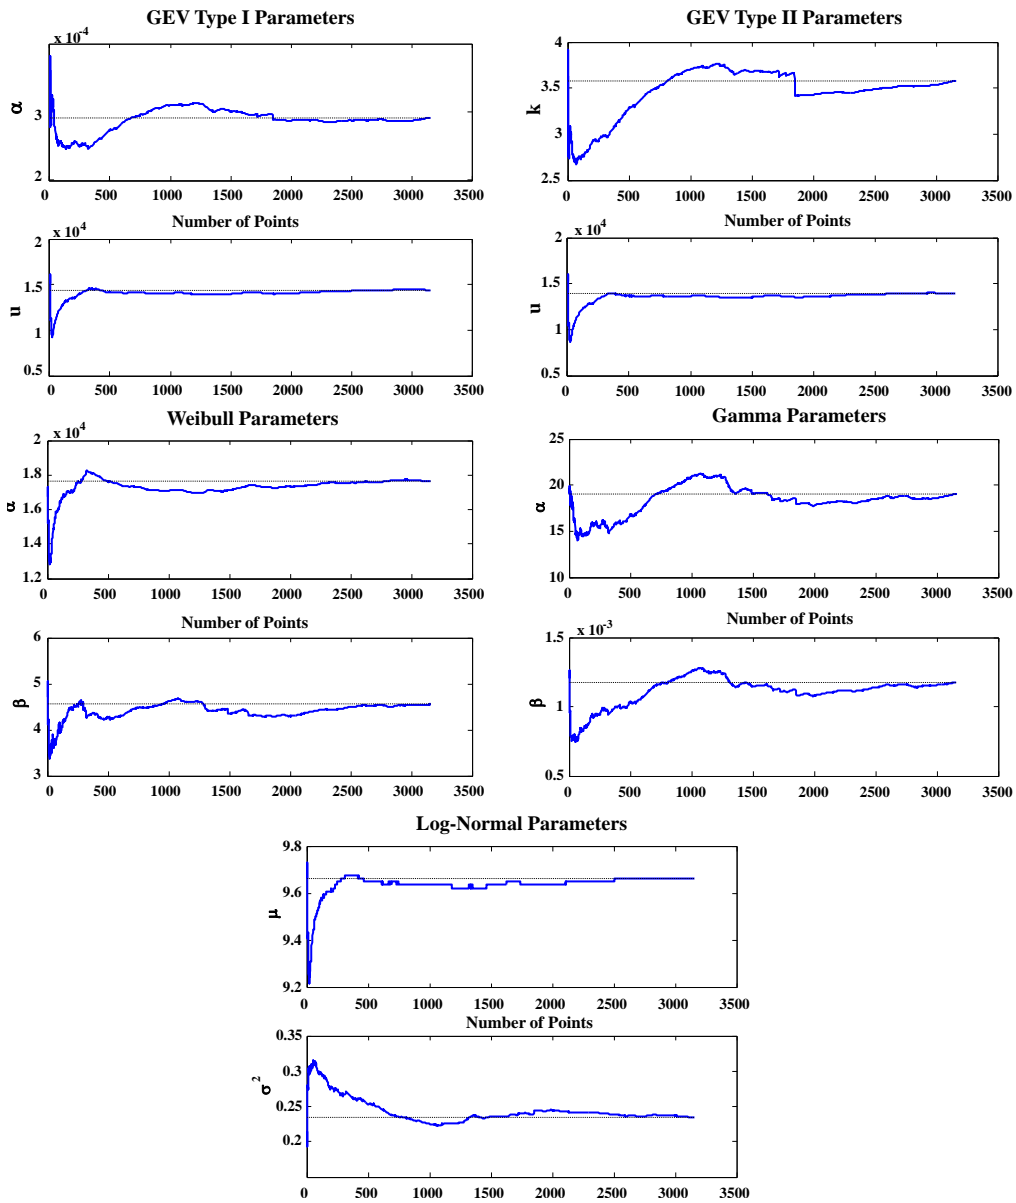 GEV Type I Parameters
x 10-4
α
3
2
0 500 1000 1500 2000 2500 3000 3500
Number of Points
x 104
2
1.5
1
0.5
u
0 500 1000 1500 2000 2500 3000 3500
GEV Type II Parameters
4
3.5
3
2.5
k
0 500 1000 1500 2000 2500 3000 3500
Number of Points
x 104
2
1.5
1
0.5
u
0 500 1000 1500 2000 2500 3000 3500
Weibull Parameters
x 104
2
1.8
1.6
1.4
1.2
α
0 500 1000 1500 2000 2500 3000 3500
Number of Points
6
5
4
3
β
0 500 1000 1500 2000 2500 3000 3500
Gamma Parameters
25
20
15
10
α
0 500 1000 1500 2000 2500 3000 3500
Number of Points
x 10-3
1.5
1
0.5
β
0 500 1000 1500 2000 2500 3000 3500
Log-Normal Parameters
9.8
9.6
9.4
9.2
μ
0 500 1000 1500 2000 2500 3000 3500
Number of Points
0.35
0.3
0.25
0.2
σ2
0 500 1000 1500 2000 2500 3000 3500